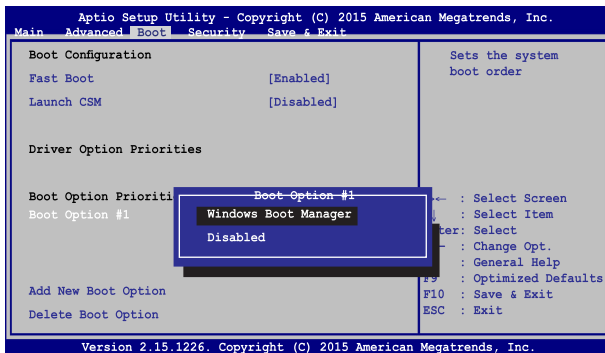 Aptio Setup Utility - Copyright (C) 2015 American Megatrends, Inc.
Main Advanced Boot Security Save & Exit
Boot Configuration
Fast Boot [Enabled]
Launch CSM [Disabled]
Driver Option Priorities
Boot Option Prioriti
Boot Option #1
Add New Boot Option
Delete Boot Option
Boot Option #1
Windows Boot Manager
Disabled
Sets the system
boot order
←: Select Screen
: Select Item
ter: Select
: Change Opt.
: General Help
F9 : Optimized Defaults
F10 : Save & Exit
ESC : Exit
Version 2.15.1226. Copyright (C) 2015 American Megatrends, Inc.